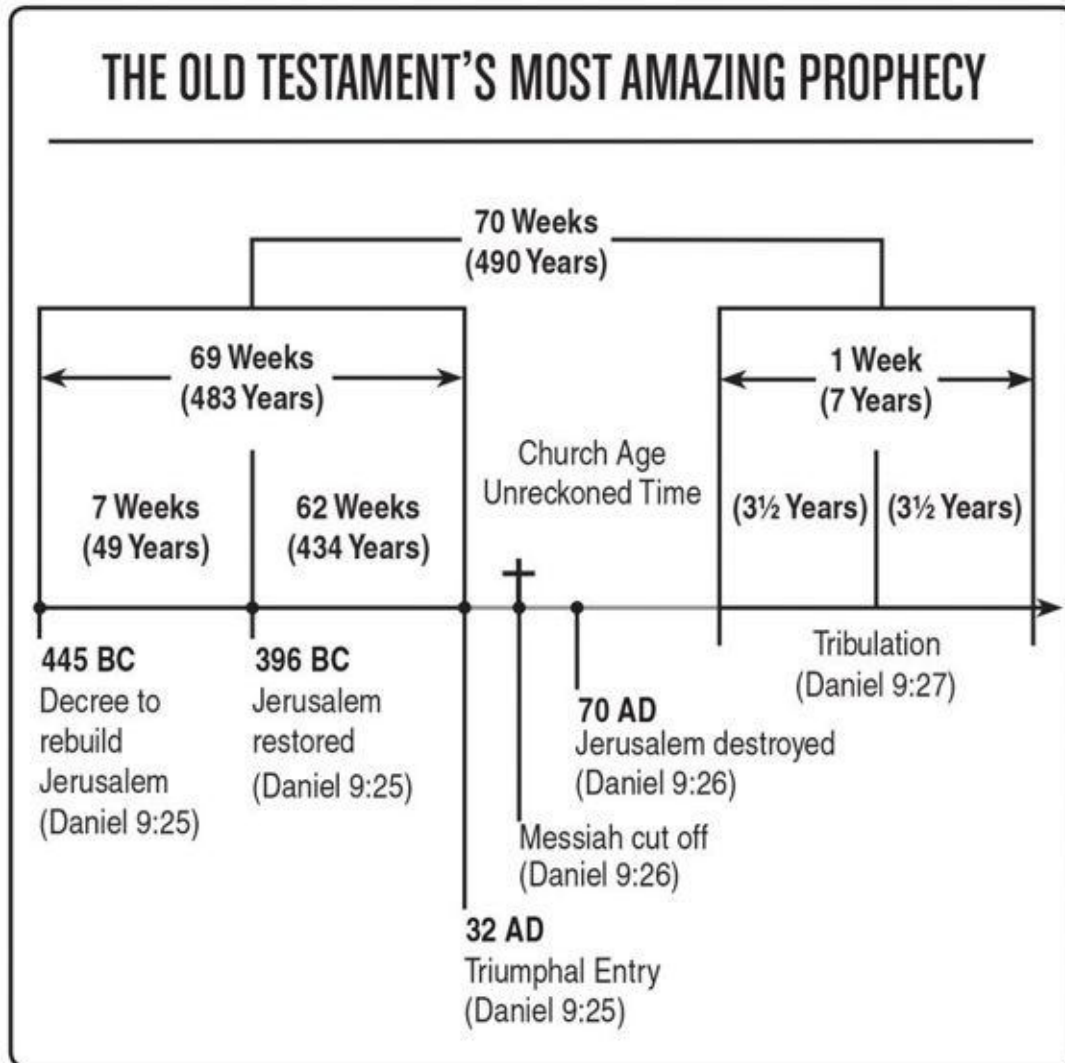 THE OLD TESTAMENT'S MOST AMAZING PROPHECY
70 Weeks
(490 Years)
69 Weeks
(483 Years)
1 Week
(7 Years)
Church Age
Unreckoned Time
7 Weeks
(49 Years)
62 Weeks
(434 Years)
(3½ Years)
(3½ Years)
445 BC
Decree to
rebuild
Jerusalem
(Daniel 9:25)
396 BC
Jerusalem
restored
(Daniel 9:25)
32 AD
Triumphal Entry
(Daniel 9:25)
Messiah cut off
(Daniel 9:26)
70 AD
Jerusalem destroyed
(Daniel 9:26)
Tribulation
(Daniel 9:27)